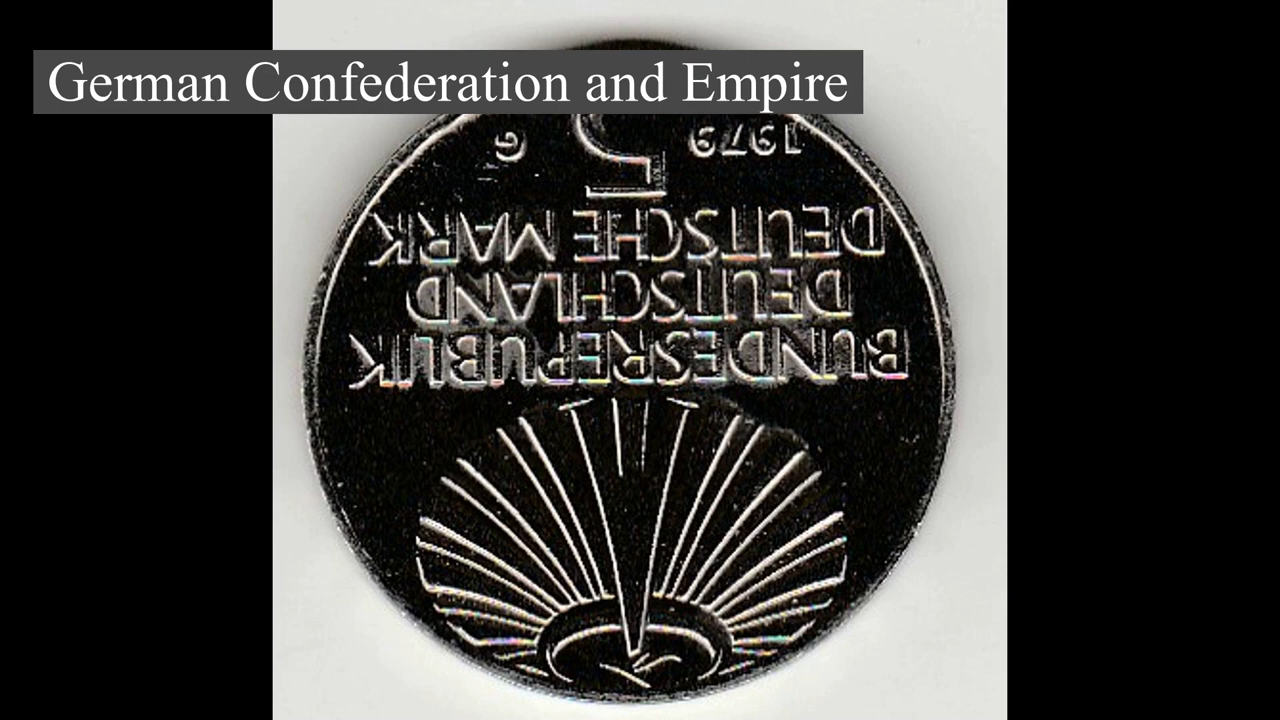 German Confederation and Empire
BUNDESREPUBLIK
DEUTSCHLAND
DEUTSCHE MARK
1979 5 G